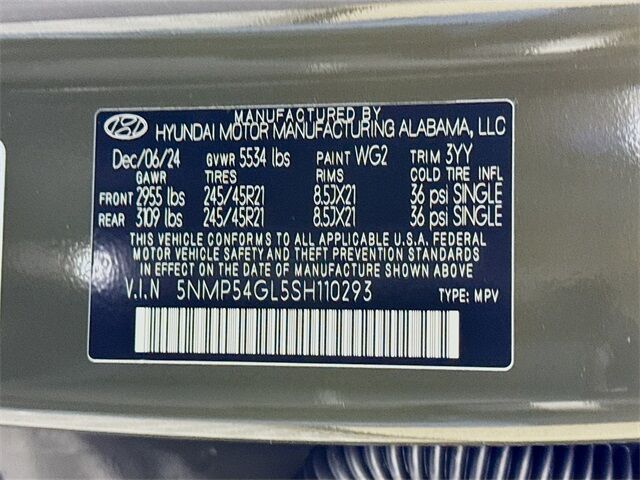 MANUFACTURED BY
HYUNDAI MOTOR MANUFACTURING ALABAMA, LLC
Dec/06/24 GVWR 5534 lbs PAINT WG2 TRIM 3YY
GAWR TIRES RIMS COLD TIRE INFL
FRONT 2955 lbs 245/45R21 8.5JX21 36 psi SINGLE
REAR 3109 lbs 245/45R21 8.5JX21 36 psi SINGLE
THIS VEHICLE CONFORMS TO ALL APPLICABLE U.S.A. FEDERAL
MOTOR VEHICLE SAFETY AND THEFT PREVENTION STANDARDS
IN EFFECT ON THE DATE OF MANUFACTURE SHOWN ABOVE
V.I.N 5NMP54GL5SH110293 TYPE: MPV